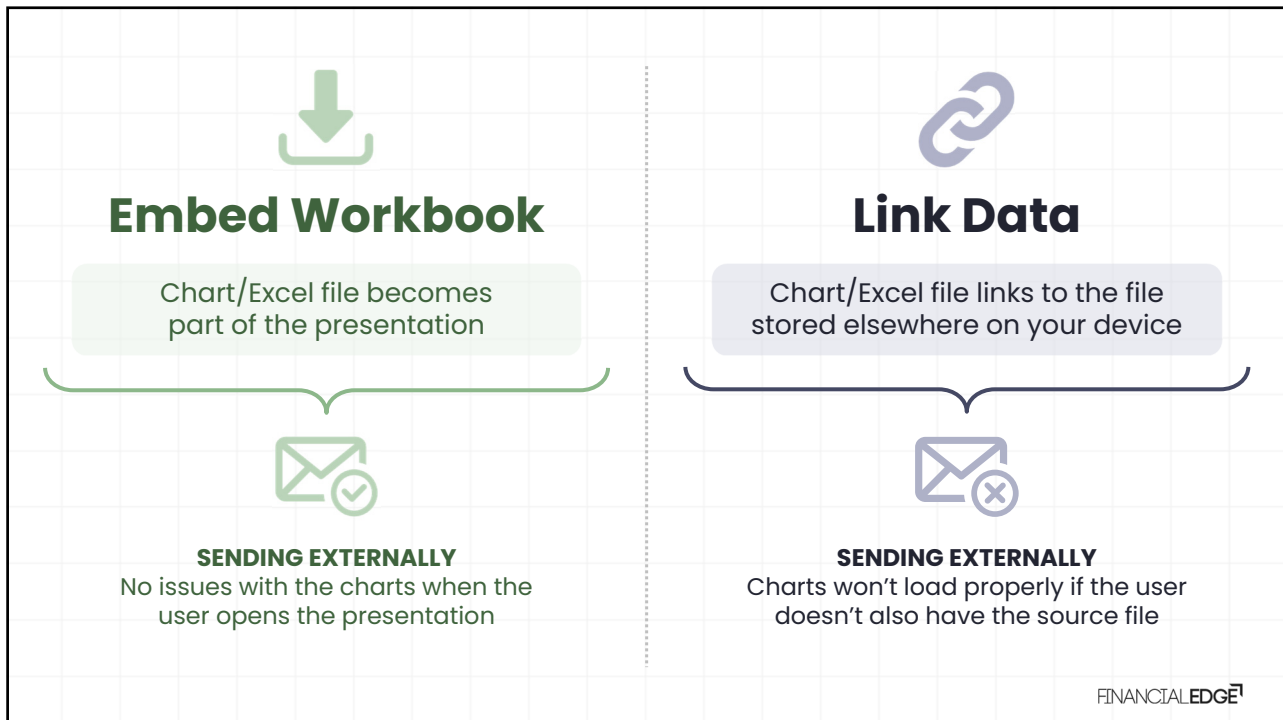 Embed Workbook
Chart/Excel file becomes
part of the presentation
SENDING EXTERNALLY
No issues with the charts when the
user opens the presentation
Link Data
Chart/Excel file links to the file
stored elsewhere on your device
SENDING EXTERNALLY
Charts won’t load properly if the user
doesn’t also have the source file
FINANCIALEDGE